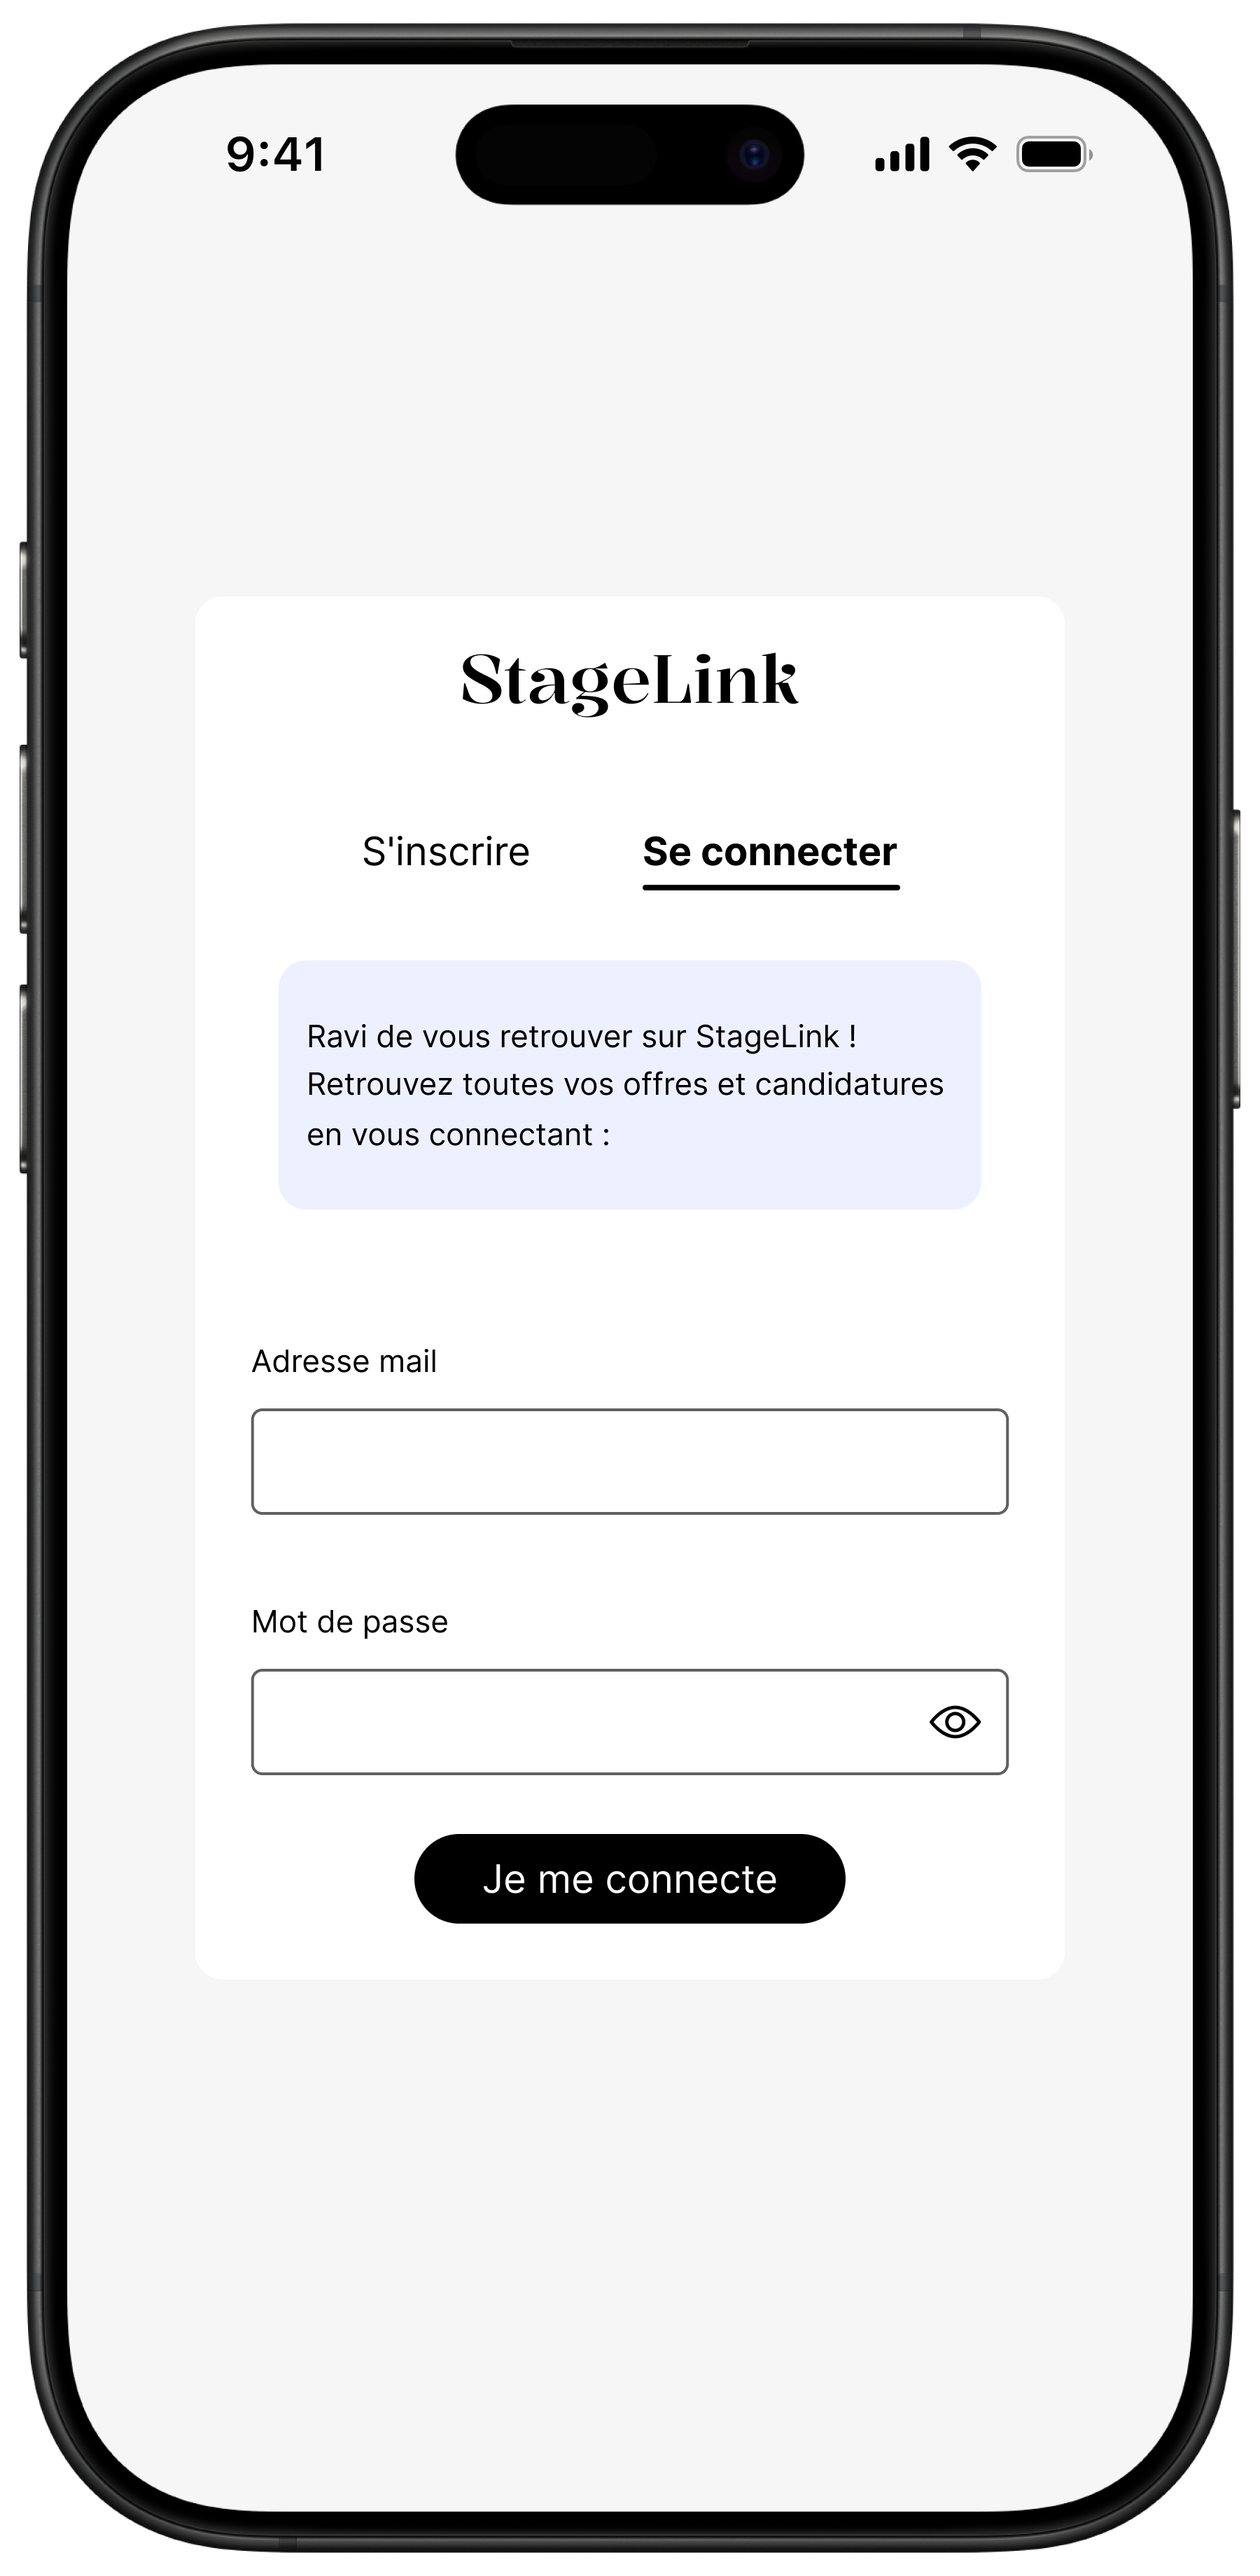 9:41
StageLink
S'inscrire
Se connecter
Ravi de vous retrouver sur StageLink !
Retrouvez toutes vos offres et candidatures
en vous connectant :
Adresse mail
Mot de passe
Je me connecte